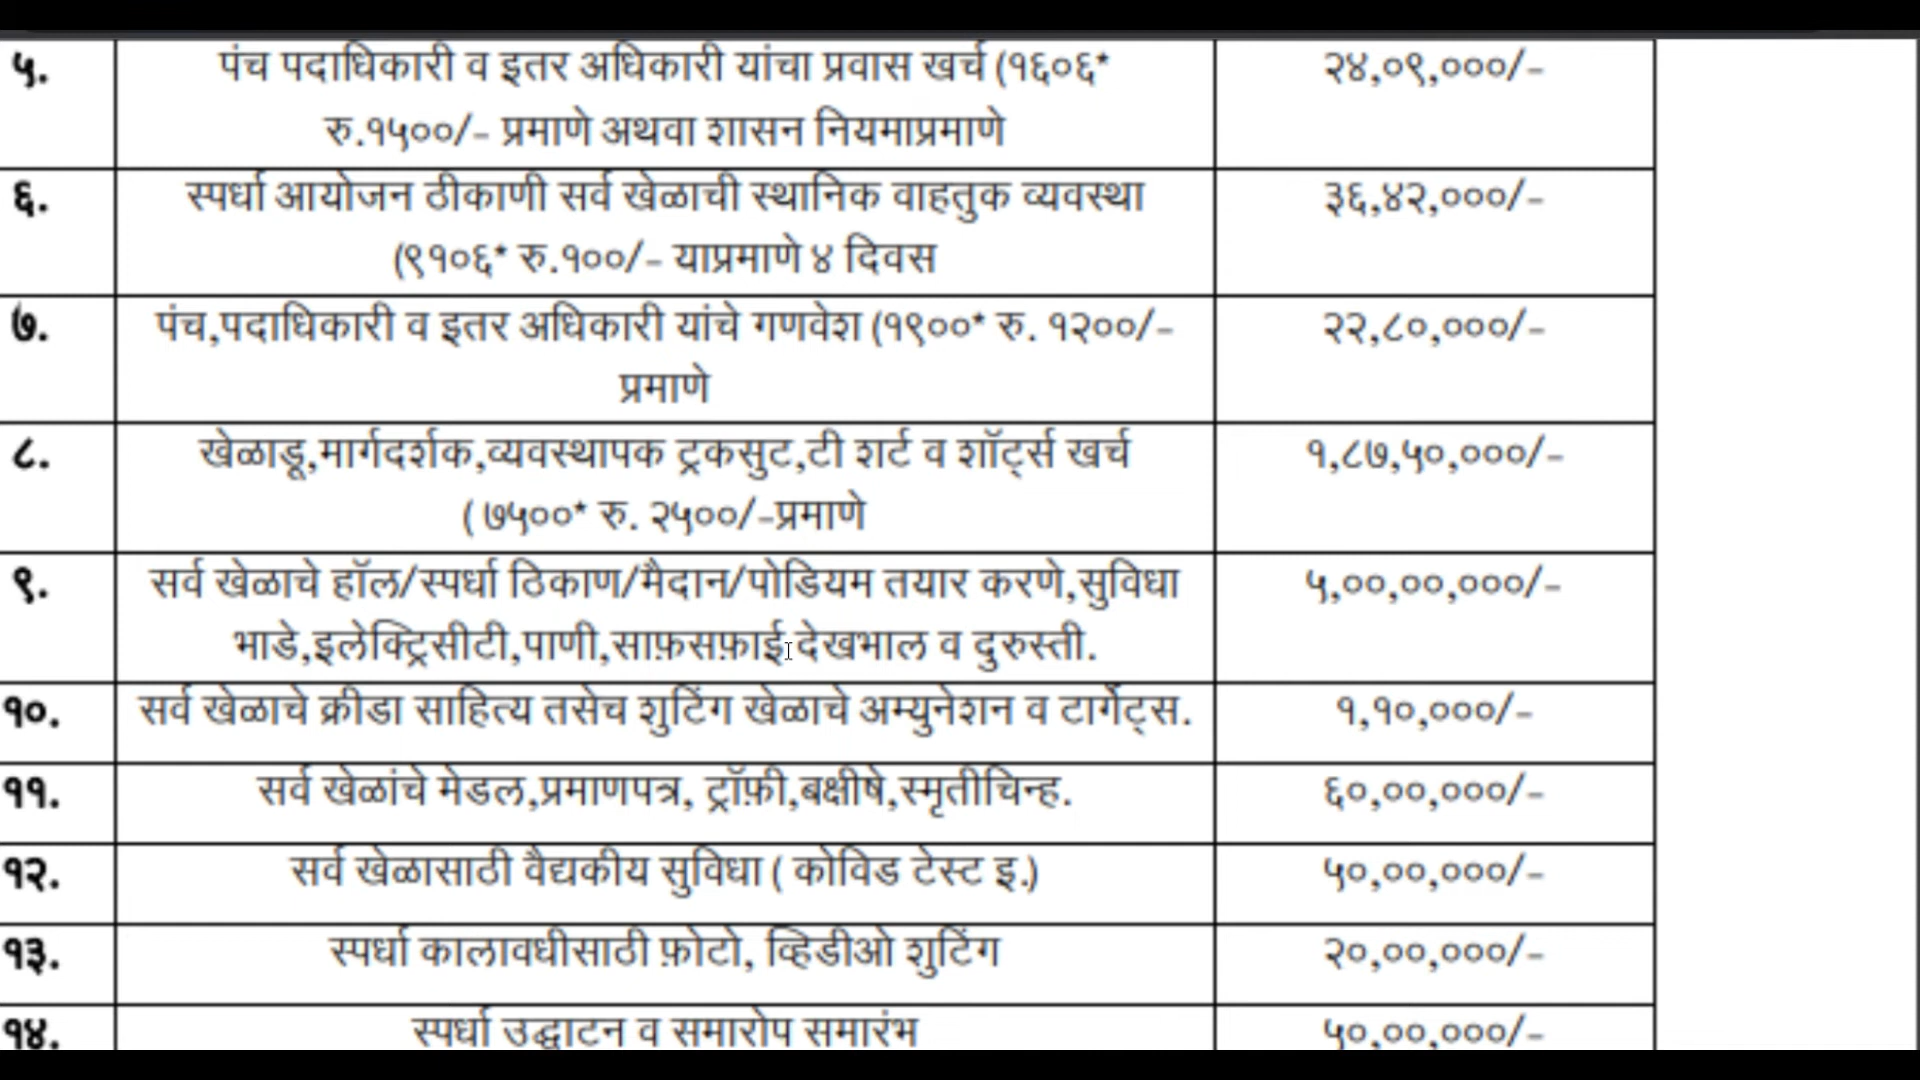 ५. पंच पदाधिकारी व इतर अधिकारी यांचा प्रवास खर्च (१६०६* २४,०९,०००/-
रु.१५००/- प्रमाणे अथवा शासन नियमाप्रमाणे
६. स्पर्धा आयोजन ठीकाणी सर्व खेळाची स्थानिक वाहतुक व्यवस्था ३६,४२,०००/-
(९१०६* रु.१००/- याप्रमाणे ४ दिवस
७. पंच,पदाधिकारी व इतर अधिकारी यांचे गणवेश (१९००* रु. १२००/- २२,८०,०००/-
प्रमाणे
८. खेळाडू,मार्गदर्शक,व्यवस्थापक ट्रकसुट,टी शर्ट व शॉर्ट्स खर्च १,८७,५०,०००/-
( ७५००* रु. २५००/-प्रमाणे
९. सर्व खेळाचे हॉल/स्पर्धा ठिकाण/मैदान/पोडियम तयार करणे,सुविधा ५,००,००,०००/-
भाडे,इलेक्ट्रिसीटी,पाणी,साफ़सफ़ाई,देखभाल व दुरुस्ती.
१०. सर्व खेळाचे क्रीडा साहित्य तसेच शुटिंग खेळाचे अम्युनेशन व टार्गेट्स. १,१०,०००/-
११. सर्व खेळांचे मेडल,प्रमाणपत्र, ट्रॉफ़ी,बक्षीषे,स्मृतीचिन्ह. ६०,००,०००/-
१२. सर्व खेळासाठी वैद्यकीय सुविधा ( कोविड टेस्ट इ.) ५०,००,०००/-
१३. स्पर्धा कालावधीसाठी फ़ोटो, व्हिडीओ शुटिंग २०,००,०००/-
१४. स्पर्धा उद्घाटन व समारोप समारंभ ५०,००,०००/-